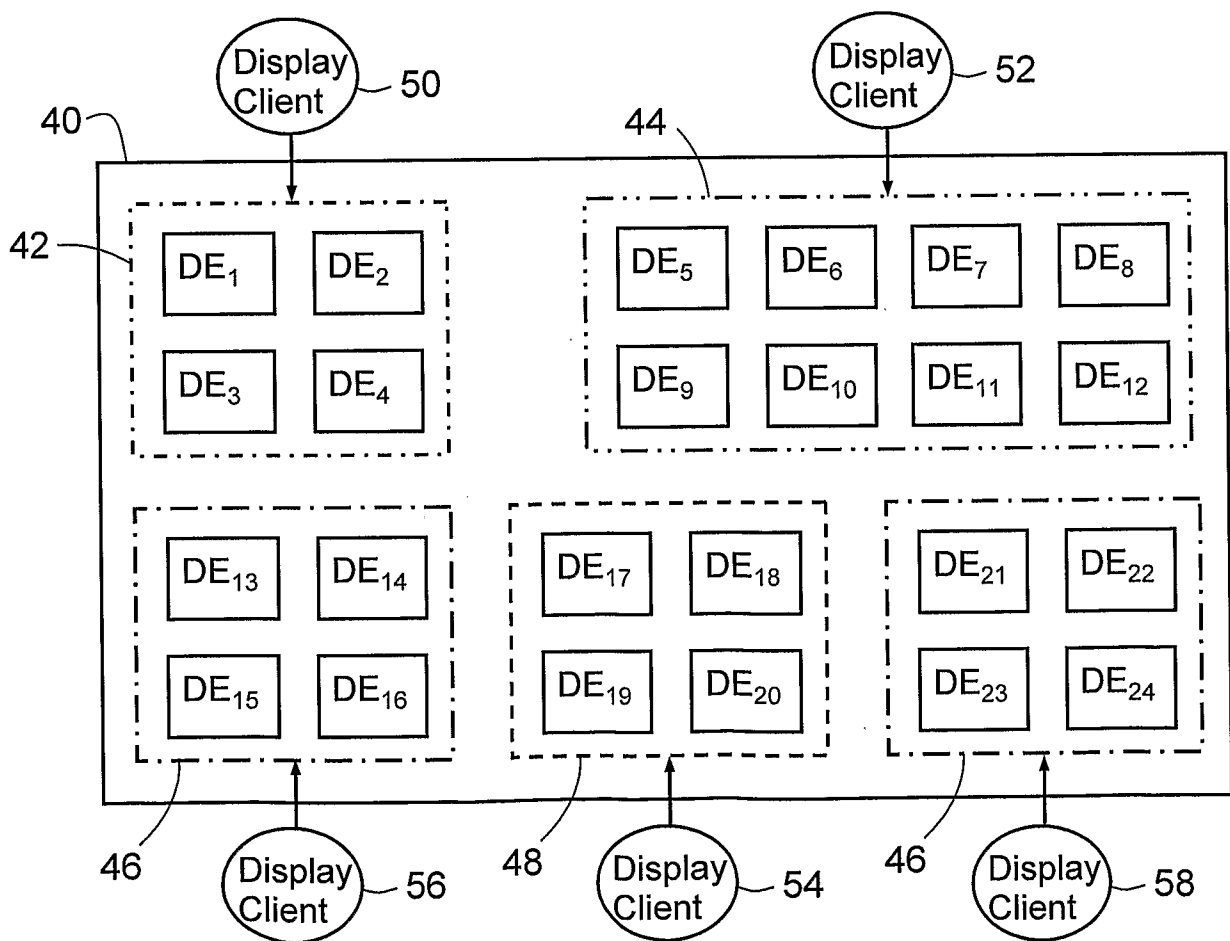 Display
Client
50
Display
Client
52
40
44
42
DE₁ DE₂
DE₅ DE₆ DE₇ DE₈
DE₃ DE₄
DE₉ DE₁₀ DE₁₁ DE₁₂
DE₁₃ DE₁₄
DE₁₇ DE₁₈
DE₂₁ DE₂₂
DE₁₅ DE₁₆
DE₁₉ DE₂₀
DE₂₃ DE₂₄
46
Display
Client
56
48
Display
Client
54
46
Display
Client
58